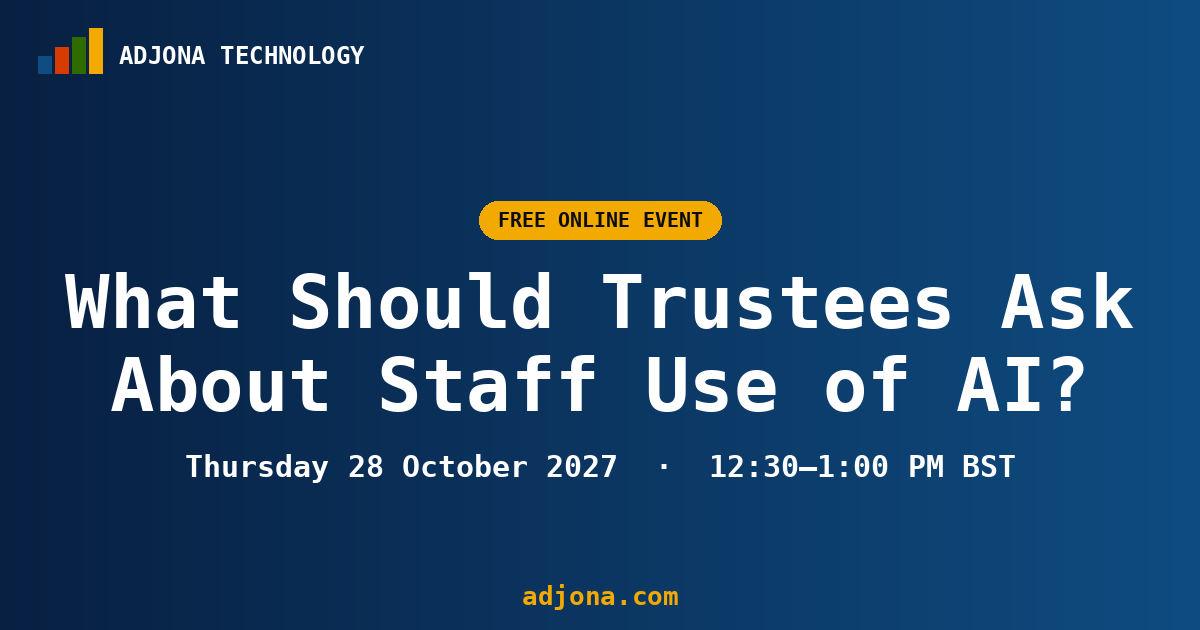 ADJONA TECHNOLOGY
FREE ONLINE EVENT
What Should Trustees Ask
About Staff Use of AI?
Thursday 28 October 2027 · 12:30–1:00 PM BST
adjona.com